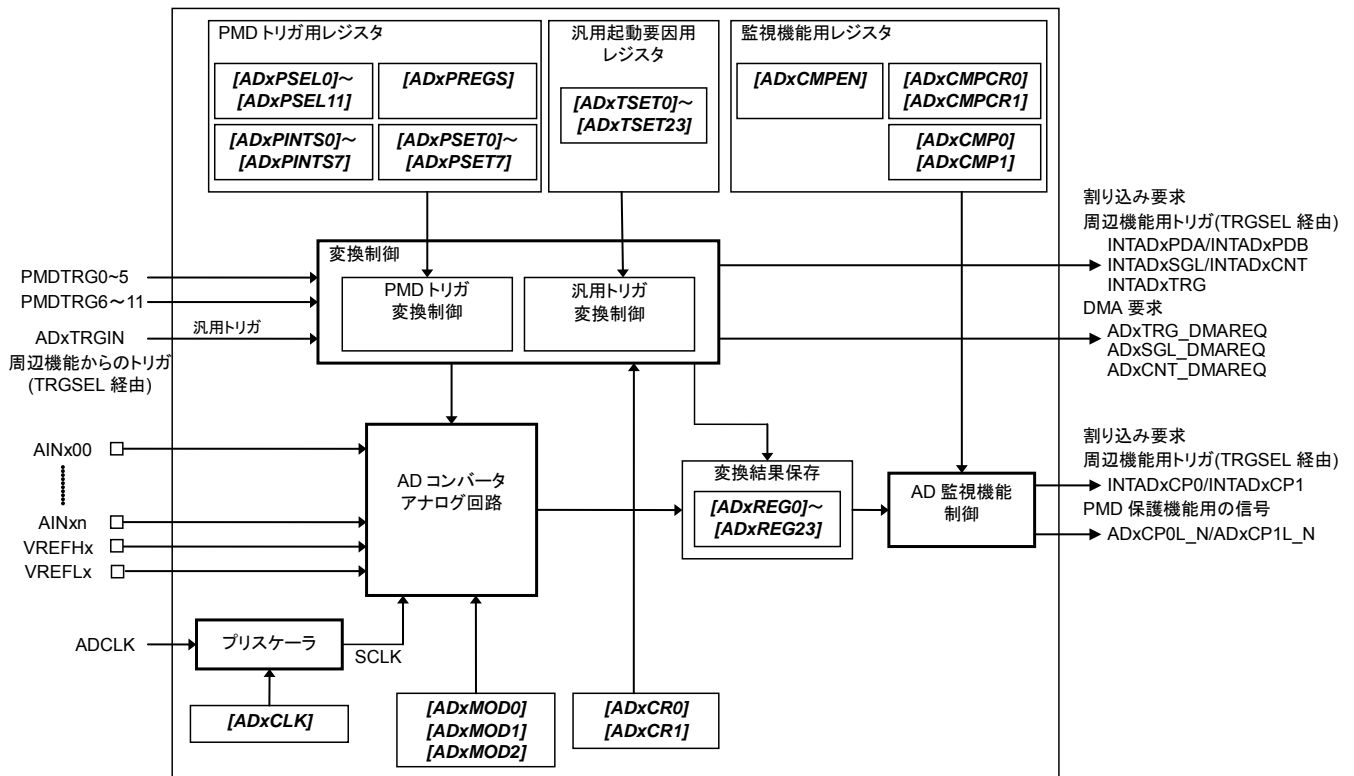 PMD トリガ用レジスタ
[ADxPSEL0]～
[ADxPSEL11]
[ADxPREGS]
[ADxPINTS0]～
[ADxPINTS7]
[ADxPSET0]～
[ADxPSET7]
汎用起動要因用
レジスタ
[ADxTSET0]～
[ADxTSET23]
監視機能用レジスタ
[ADxCMPEN]
[ADxCMPCR0]
[ADxCMPCR1]
[ADxCMP0]
[ADxCMP1]
変換制御
PMD トリガ
変換制御
汎用トリガ
変換制御
PMDTRG0~5
PMDTRG6～11
ADxTRGIN
汎用トリガ
周辺機能からのトリガ
(TRGSEL 経由)
割り込み要求
周辺機能用トリガ(TRGSEL 経由)
INTADxPDA/INTADxPDB
INTADxSGL/INTADxCNT
INTADxTRG
DMA 要求
ADxTRG_DMAREQ
ADxSGL_DMAREQ
ADxCNT_DMAREQ
AINx00
AINxn
VREFHx
VREFLx
AD コンバータ
アナログ回路
変換結果保存
[ADxREG0]～
[ADxREG23]
AD 監視機能
制御
割り込み要求
周辺機能用トリガ(TRGSEL 経由)
INTADxCP0/INTADxCP1
PMD 保護機能用の信号
ADxCP0L_N/ADxCP1L_N
ADCLK
プリスケーラ
SCLK
[ADxCLK]
[ADxMOD0]
[ADxMOD1]
[ADxMOD2]
[ADxCR0]
[ADxCR1]